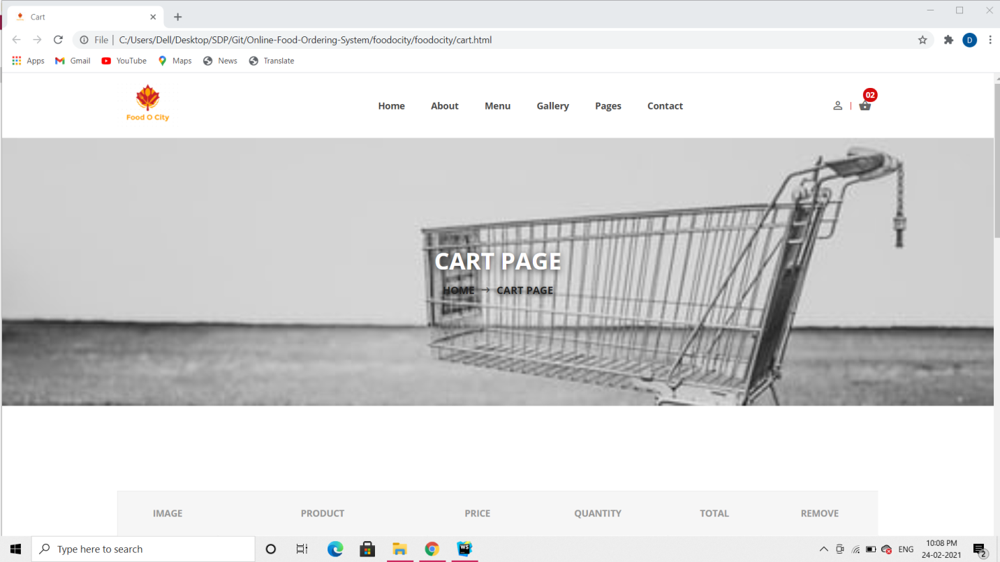 Cart
File
C:/Users/Dell/Desktop/SDP/Git/Online-Food-Ordering-System/foodocity/foodocity/cart.html
D
Apps Gmail YouTube Maps News Translate
Food O City
Home About Menu Gallery Pages Contact
02
CART PAGE
HOME → CART PAGE
IMAGE PRODUCT PRICE QUANTITY TOTAL REMOVE
Type here to search
WS
ENG
10:08 PM
24-02-2021
2